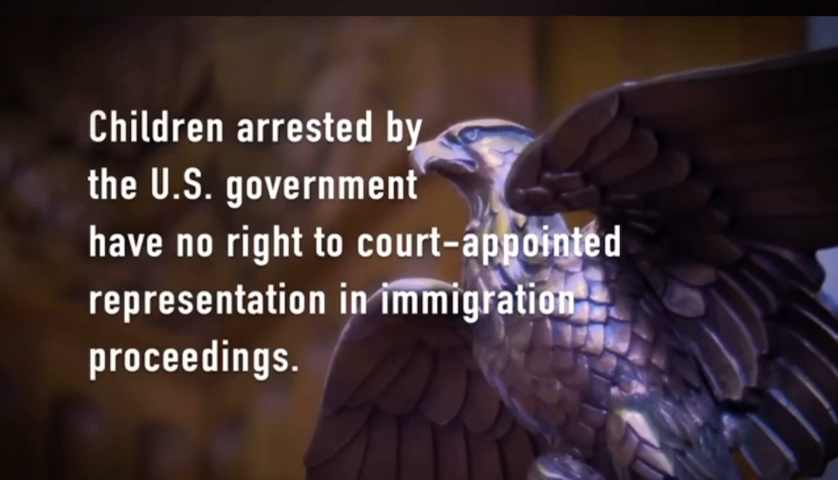 Children arrested by
the U.S. government
have no right to court-appointed
representation in immigration
proceedings.